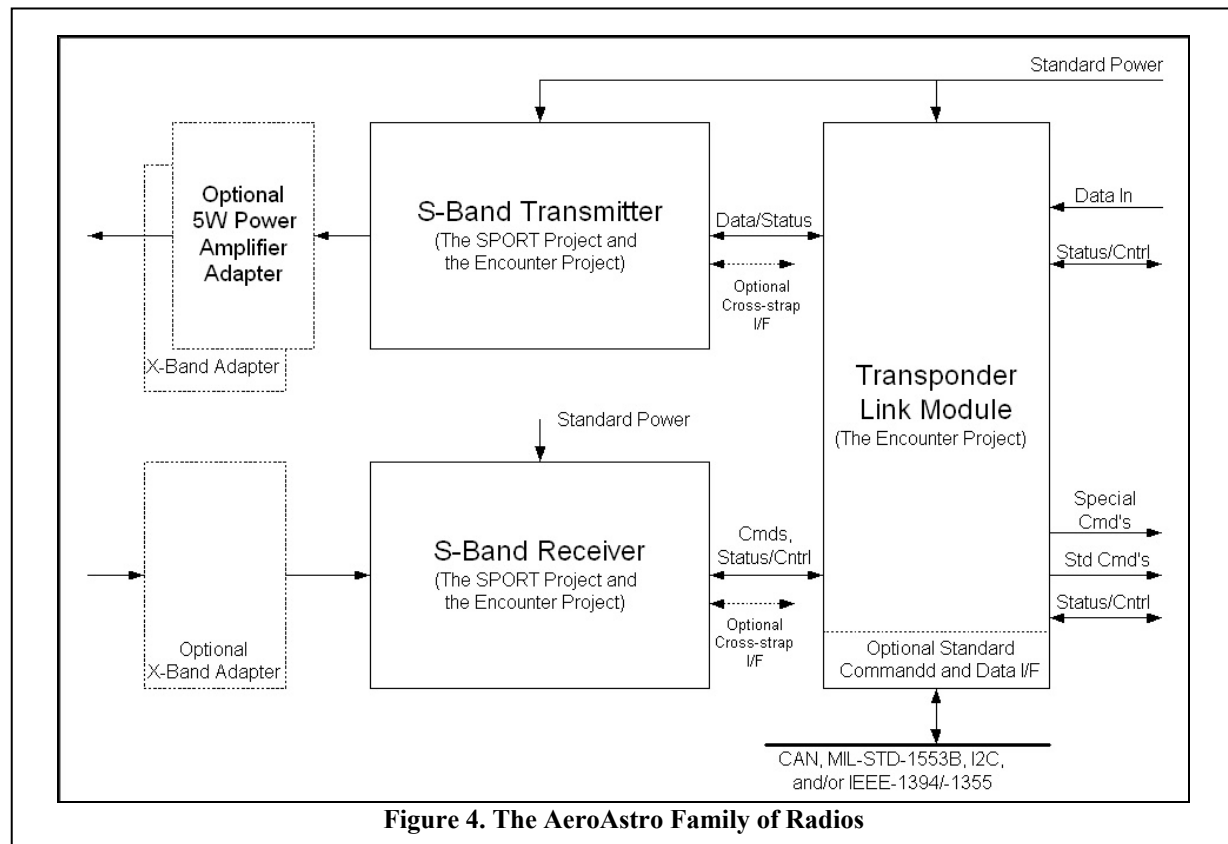 Standard Power
Optional
5W Power
Amplifier
Adapter
X-Band Adapter
S-Band Transmitter
(The SPORT Project and
the Encounter Project)
Data/Status
Optional
Cross-strap
I/F
Data In
Status/Cntrl
Transponder
Link Module
(The Encounter Project)
Standard Power
Optional
X-Band Adapter
S-Band Receiver
(The SPORT Project and
the Encounter Project)
Cmds,
Status/Cntrl
Optional
Cross-strap
I/F
Special
Cmd's
Std Cmd's
Status/Cntrl
Optional Standard
Commandd and Data I/F
CAN, MIL-STD-1553B, I2C,
and/or IEEE-1394/-1355
Figure 4. The AeroAstro Family of Radios